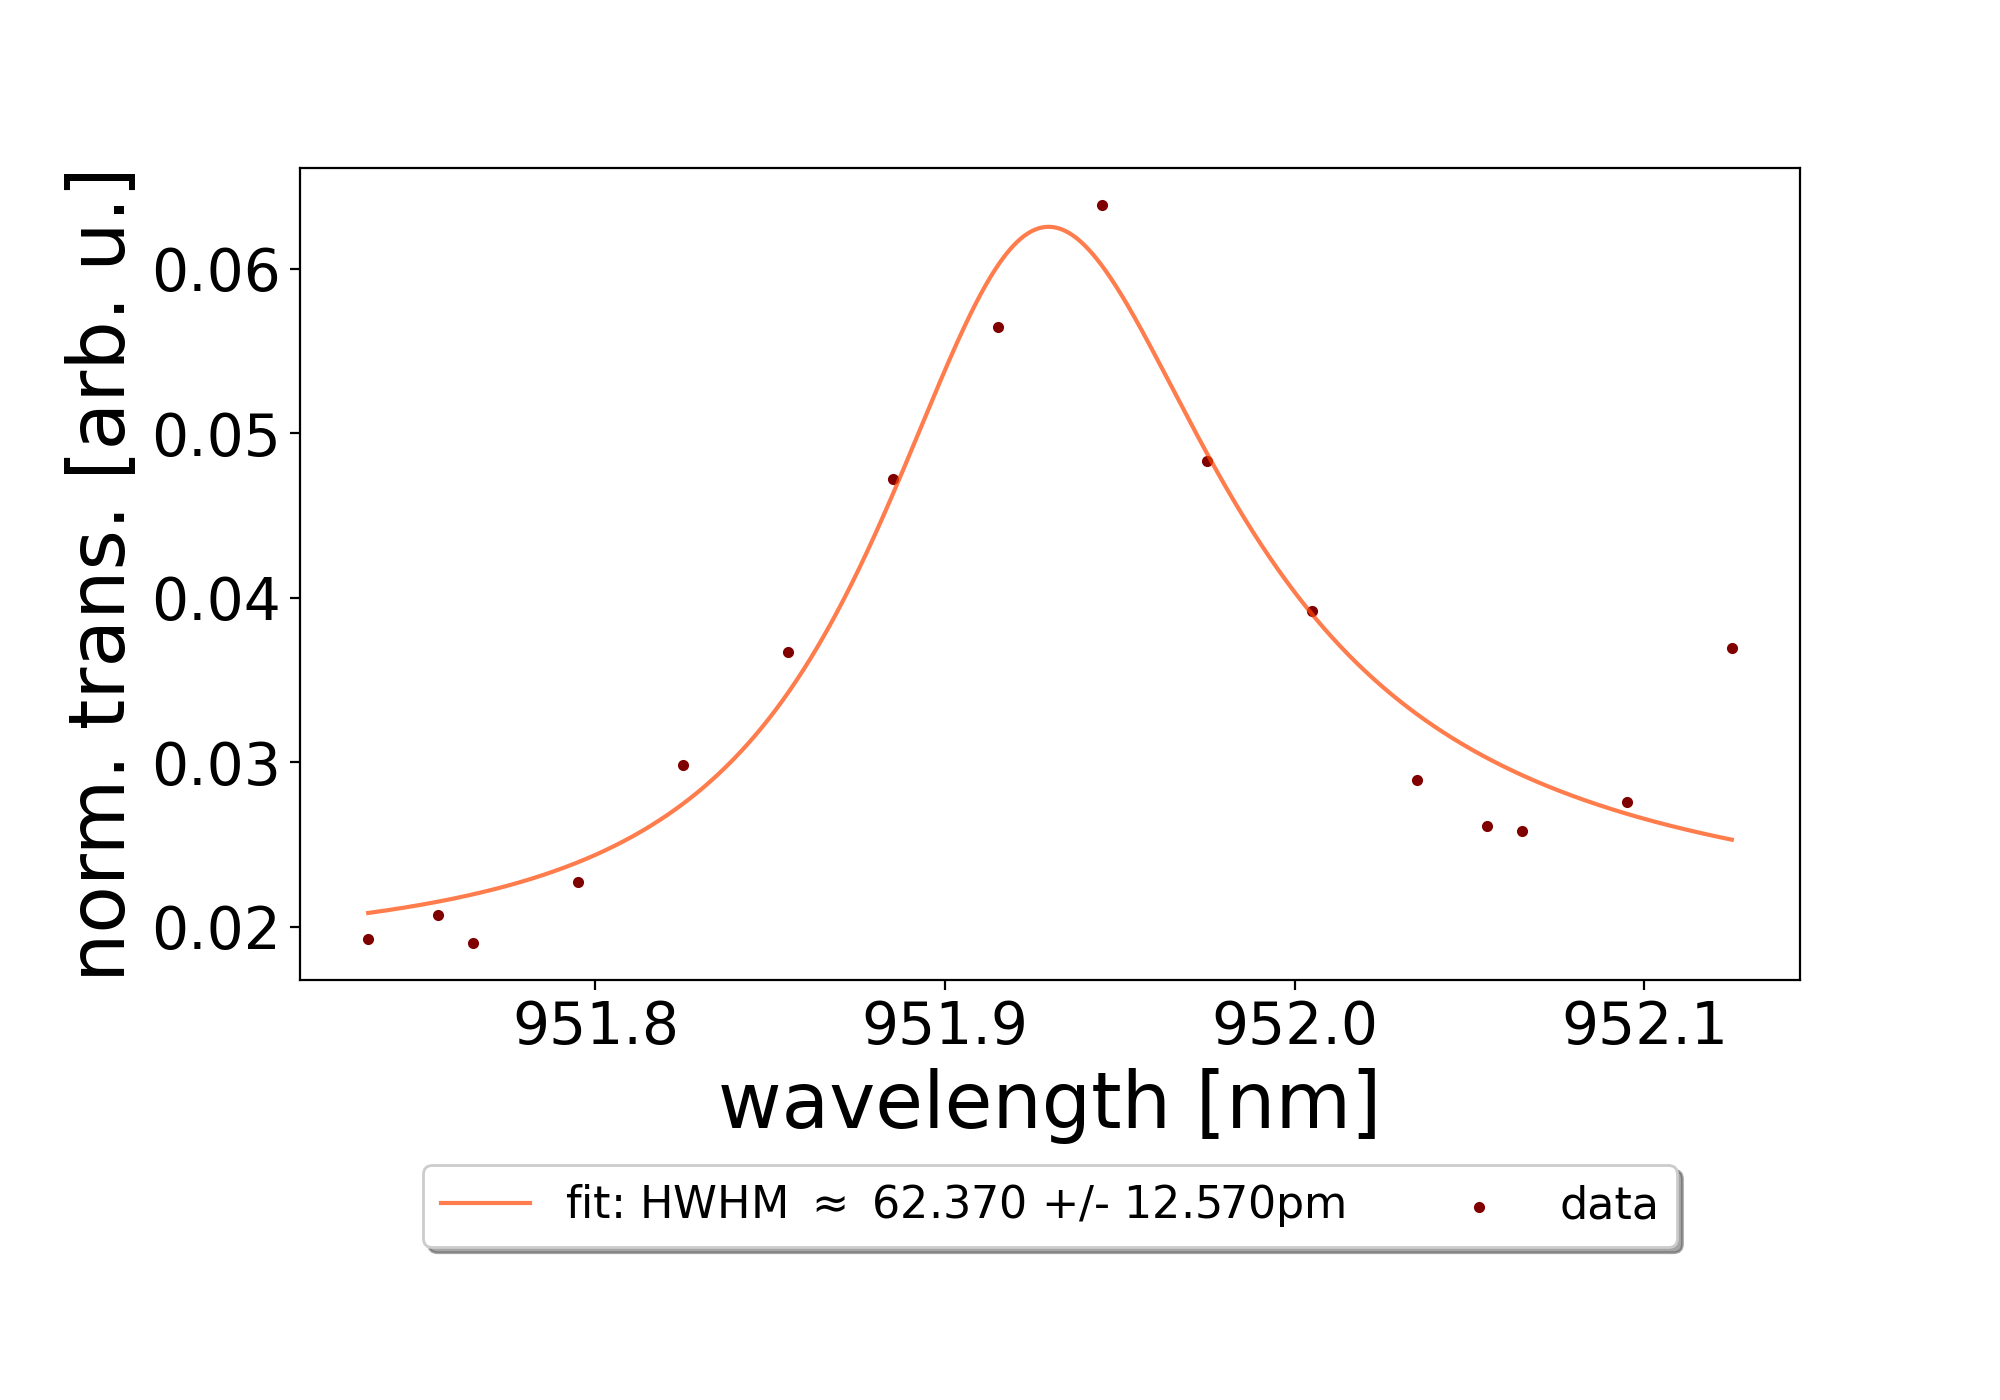 norm. trans. [arb. u.]
0.06
0.05
0.04
0.03
0.02
951.8 951.9 952.0 952.1
wavelength [nm]
fit: HWHM ≈ 62.370 +/- 12.570pm data